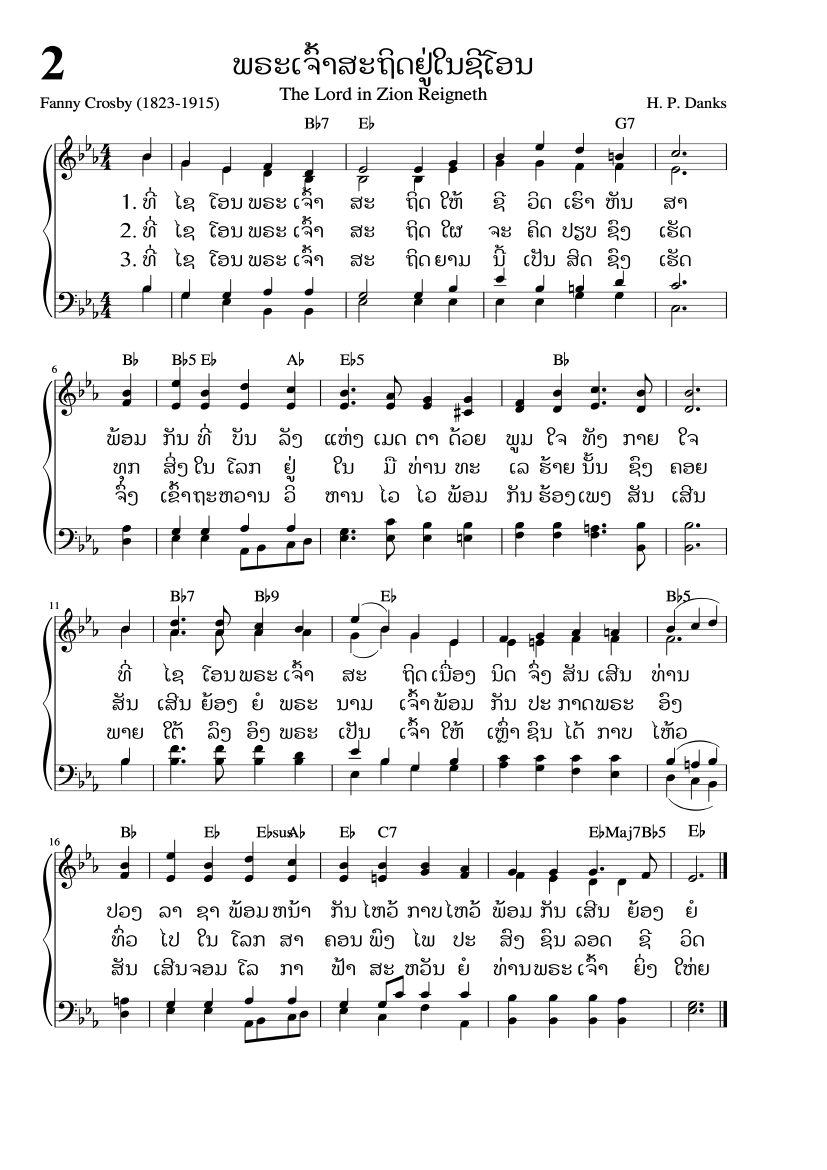 2
ພຣະເຈົ້າສະຖິດຢູ່ໃນຊີໂອນ
The Lord in Zion Reigneth
Fanny Crosby (1823-1915) H. P. Danks
B♭7 E♭ G7
1. ທີ່ ໄຊ ໂອນ ພຣະ ເຈົ້າ ສະ ຖິດ ໃຫ້ ຊີ ວິດ ເຮົາ ຫັນ ສາ
2. ທີ່ ໄຊ ໂອນ ພຣະ ເຈົ້າ ສະ ຖິດ ໃຜ ຈະ ຄິດ ປຽບ ຊົງ ເຮັດ
3. ທີ່ ໄຊ ໂອນ ພຣະ ເຈົ້າ ສະ ຖິດ ຍາມ ນີ້ ເປັນ ສິດ ຊົງ ເຮັດ
6 B♭ B♭5 E♭ A♭ E♭5 B♭
ພ້ອມ ກັນ ທີ່ ບັນ ລັງ ແຫ່ງ ເມດ ຕາ ດ້ວຍ ພູມ ໃຈ ທັງ ກາຍ ໃຈ
ທຸກ ສິ່ງ ໃນ ໂລກ ຢູ່ ໃນ ມື ທ່ານ ທະ ເລ ຮ້າຍ ນັ້ນ ຊົງ ຄອຍ
ຈົ່ງ ເຂົ້າ ຖະ ຫວານ ວິ ຫານ ໄວ ໄວ ພ້ອມ ກັນ ຮ້ອງ ເພງ ສັນ ເສີນ
11 B♭7 B♭9 E♭ B♭5
ທີ່ ໄຊ ໂອນ ພຣະ ເຈົ້າ ສະ ຖິດ ເນື່ອງ ນິດ ຈົ່ງ ສັນ ເສີນ ທ່ານ
ສັນ ເສີນ ຍ້ອງ ຍໍ ພຣະ ນາມ ເຈົ້າ ພ້ອມ ກັນ ປະ ກາດ ພຣະ ອົງ
ພາຍ ໃຕ້ ລົງ ອົງ ພຣະ ເປັນ ເຈົ້າ ໃຫ້ ເຫຼົ່າ ຊົນ ໄດ້ ກາບ ໄຫ້ວ
16 B♭ E♭ E♭sus A♭ E♭ C7 E♭Maj7 B♭5 E♭
ປວງ ລາ ຊາ ພ້ອມ ຫນ້າ ກັນ ໄຫວ້ ກາບ ໄຫວ້ ພ້ອມ ກັນ ເສີນ ຍ້ອງ ຍໍ
ທົ່ວ ໄປ ໃນ ໂລກ ສາ ຄອນ ພົງ ໄພ ປະ ສົງ ຊົນ ລອດ ຊີ ວິດ
ສັນ ເສີນ ຈອມ ໂລ ກາ ຟ້າ ສະ ຫວັນ ຍໍ ທ່ານ ພຣະ ເຈົ້າ ຍິ່ງ ໃຫ່ຍ